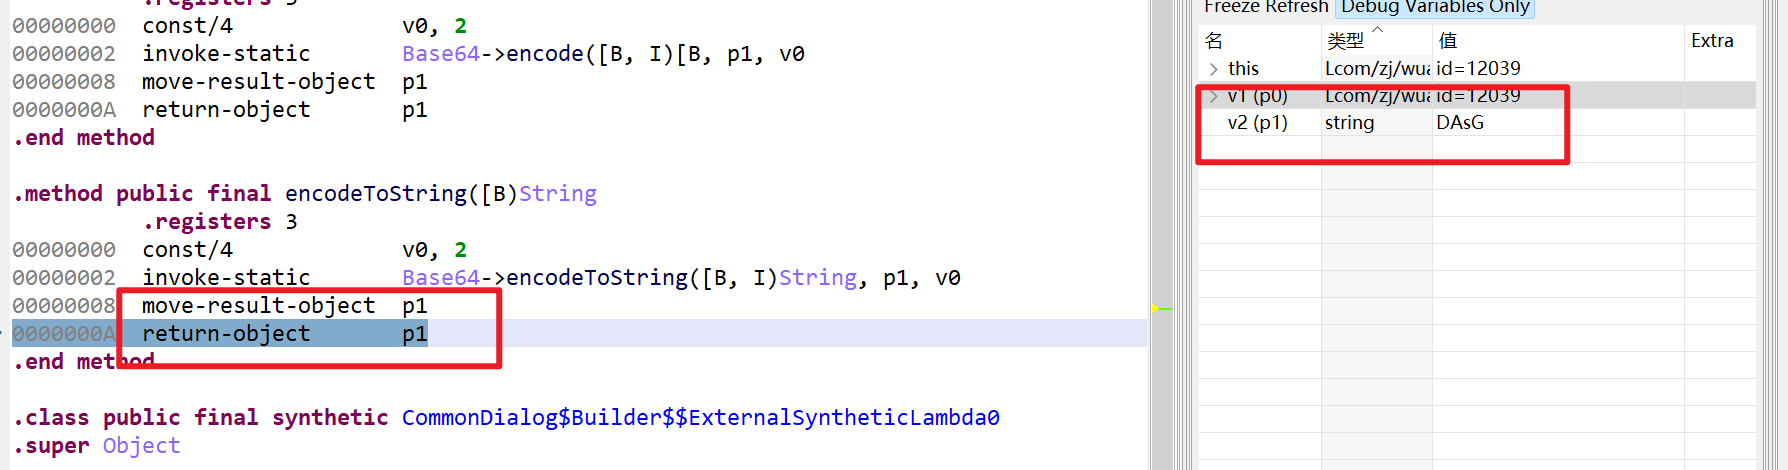 .registers 3
00000000 const/4 v0, 2
00000002 invoke-static Base64->encode([B, I)[B, p1, v0
00000008 move-result-object p1
0000000A return-object p1
.end method
.method public final encodeToString([B)String
.registers 3
00000000 const/4 v0, 2
00000002 invoke-static Base64->encodeToString([B, I)String, p1, v0
00000008 move-result-object p1
0000000A return-object p1
.end method
.class public final synthetic CommonDialog$Builder$$ExternalSyntheticLambda0
.super Object
Freeze Refresh Debug Variables Only
名 类型 值 Extra
this Lcom/zj/wua id=12039
v1 (p0) Lcom/zj/wua id=12039
v2 (p1) string DAsG